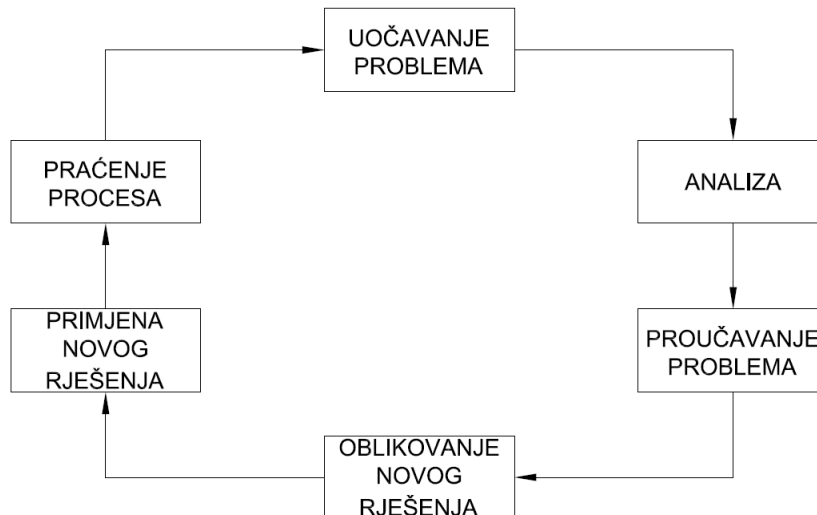 UOČAVANJE
PROBLEMA
ANALIZA
PROUČAVANJE
PROBLEMA
OBLIKOVANJE
NOVOG
RJEŠENJA
PRIMJENA
NOVOG
RJEŠENJA
PRAĆENJE
PROCESA